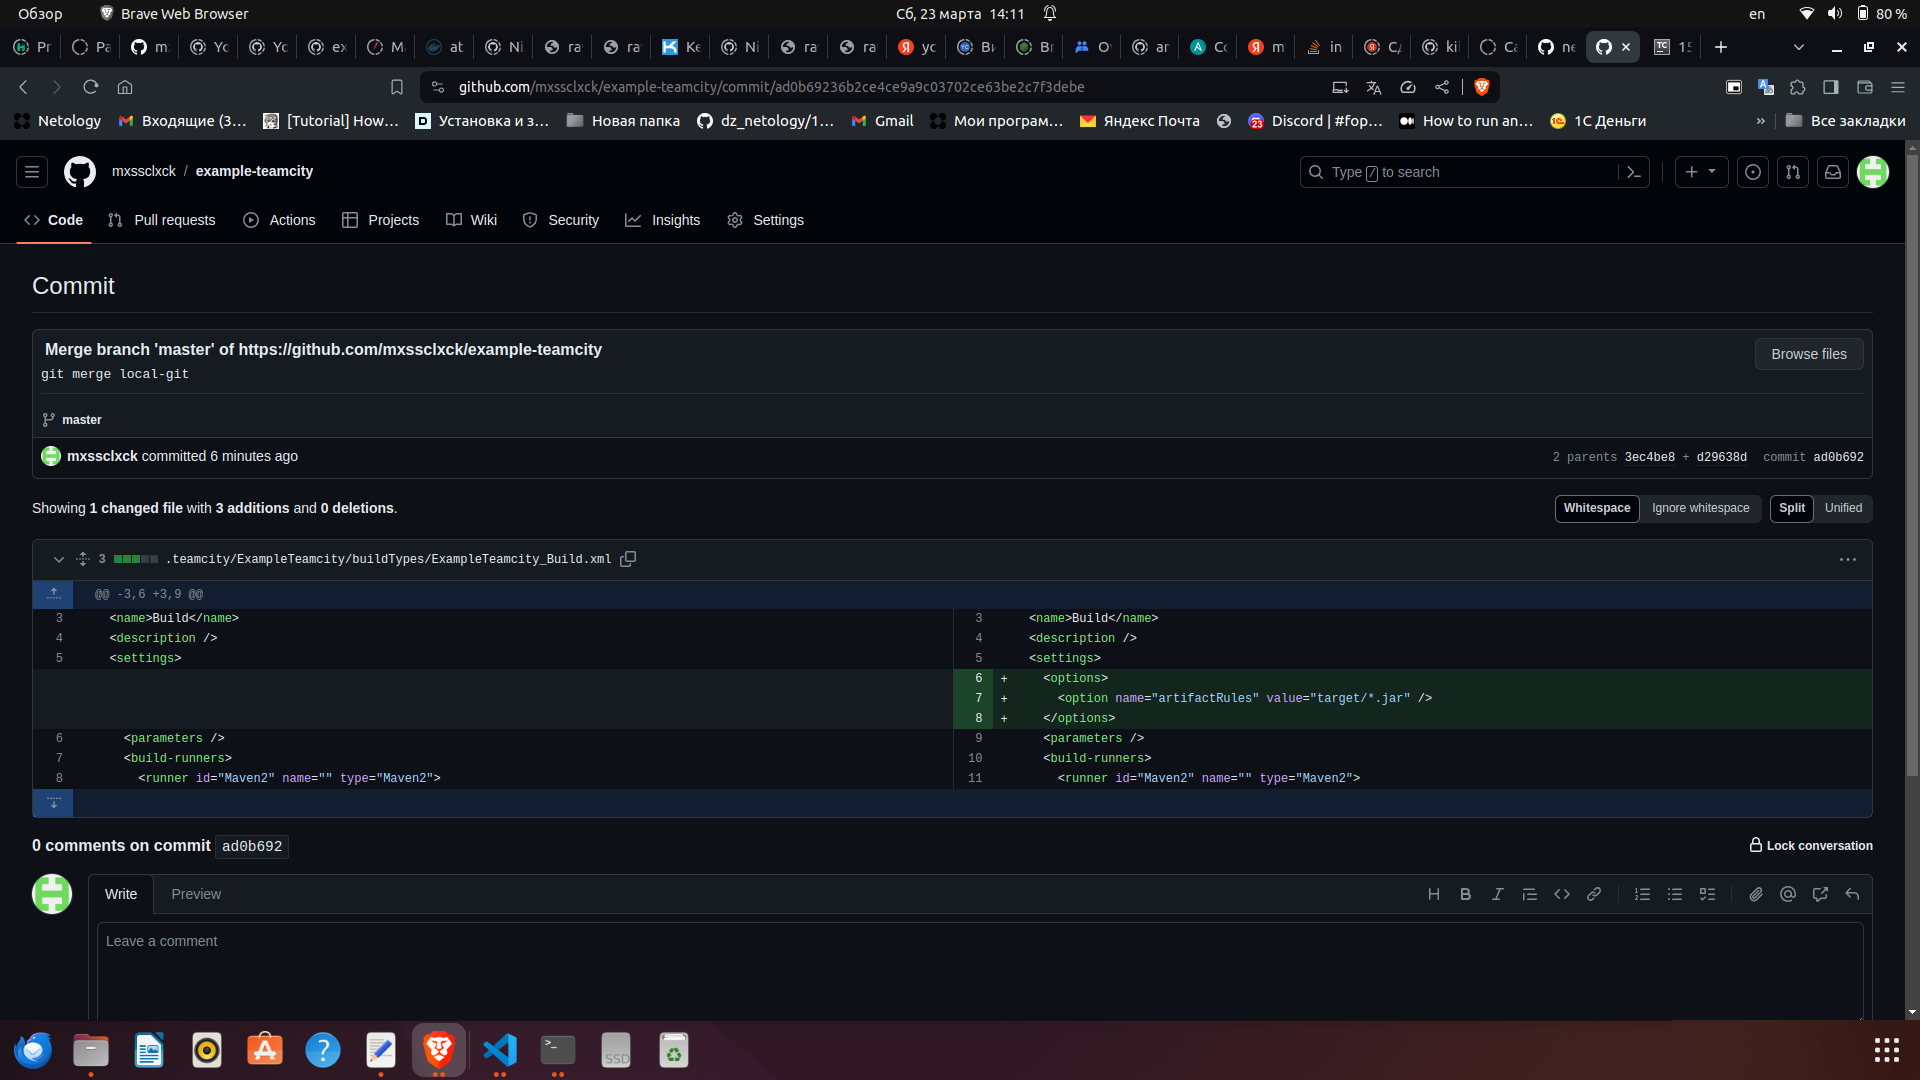 Обзор
Brave Web Browser
Сб, 23 марта 14:11
en
80 %
Pr
Pa
m
Yc
Yc
ex
M
at
Ni
ra
ra
Ke
Ni
ra
ra
yc
Ви
Br
O
ar
Cc
m
in
kil
Ca
ne
1
github.com/mxssclxck/example-teamcity/commit/ad0b69236b2ce4ce9a9c03702ce63be2c7f3debe
Netology
Входящие (3...
[Tutorial] How...
Установка и з...
Новая папка
dz_netology/1...
Gmail
Мои програм...
Яндекс Почта
Discord | #fop...
How to run an...
1С Деньги
»
Все закладки
mxssclxck / example-teamcity
Type / to search
Code
Pull requests
Actions
Projects
Wiki
Security
Insights
Settings
Commit
Merge branch 'master' of https://github.com/mxssclxck/example-teamcity
Browse files
git merge local-git
master
mxssclxck committed 6 minutes ago
2 parents 3ec4be8 + d29638d commit ad0b692
Showing 1 changed file with 3 additions and 0 deletions.
Whitespace
Ignore whitespace
Split
Unified
3
.teamcity/ExampleTeamcity/buildTypes/ExampleTeamcity_Build.xml
@@ -3,6 +3,9 @@
3 <name>Build</name> 3 <name>Build</name>
4 <description /> 4 <description />
5 <settings> 5 <settings>
6 + <options>
7 + <option name="artifactRules" value="target/*.jar" />
8 + </options>
6 <parameters /> 9 <parameters />
7 <build-runners> 10 <build-runners>
8 <runner id="Maven2" name="" type="Maven2"> 11 <runner id="Maven2" name="" type="Maven2">
0 comments on commit ad0b692
Lock conversation
Write
Preview
Leave a comment
SSD